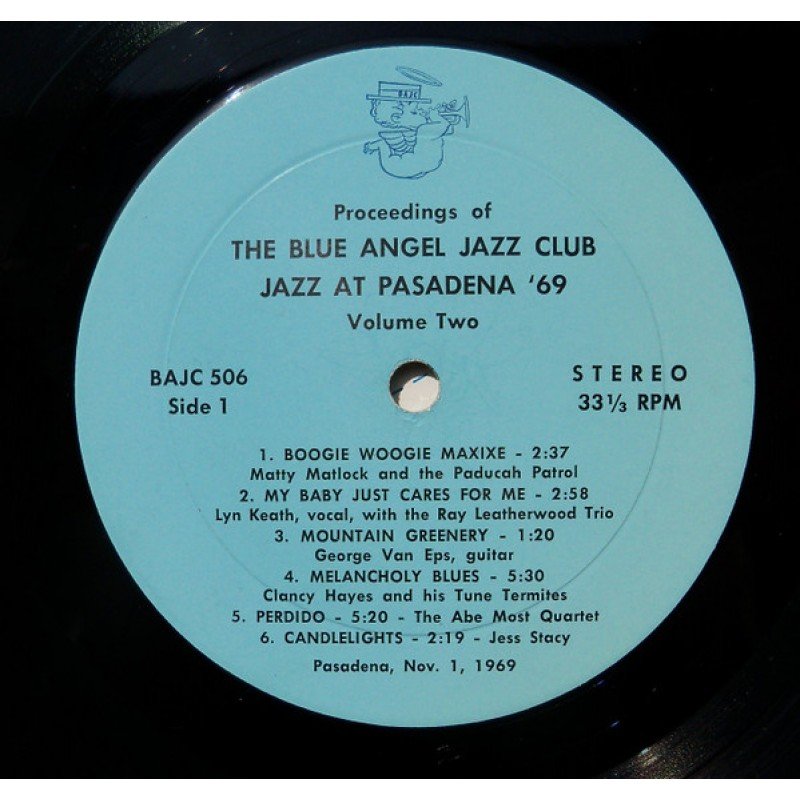 BAJC
Proceedings of
THE BLUE ANGEL JAZZ CLUB
JAZZ AT PASADENA '69
Volume Two
BAJC 506
Side 1
STEREO
33 1/3 RPM
1. BOOGIE WOOGIE MAXIXE - 2:37
Matty Matlock and the Paducah Patrol
2. MY BABY JUST CARES FOR ME - 2:58
Lyn Keath, vocal, with the Ray Leatherwood Trio
3. MOUNTAIN GREENERY - 1:20
George Van Eps, guitar
4. MELANCHOLY BLUES - 5:30
Clancy Hayes and his Tune Termites
5. PERDIDO - 5:20 - The Abe Most Quartet
6. CANDLELIGHTS - 2:19 - Jess Stacy
Pasadena, Nov. 1, 1969